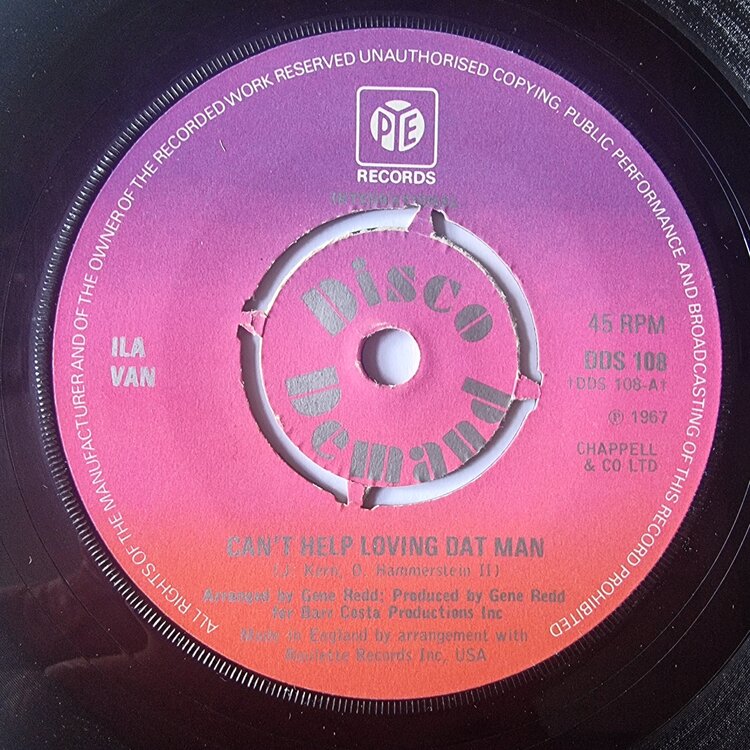 ALL RIGHTS OF THE MANUFACTURER AND OF THE OWNER OF THE RECORDED WORK RESERVED UNAUTHORISED COPYING, PUBLIC PERFORMANCE AND BROADCASTING OF THIS RECORD PROHIBITED
PYE
RECORDS
INTERNATIONAL
Disco
Demand
ILA
VAN
45 RPM
DDS 108
†DDS 108-A†
℗ 1967
CHAPPELL
& CO LTD
CAN'T HELP LOVING DAT MAN
(J. Kern, O. Hammerstein II)
Arranged by Gene Redd; Produced by Gene Redd
for Darr Costa Productions Inc
Made in England by arrangement with
Roulette Records Inc, USA